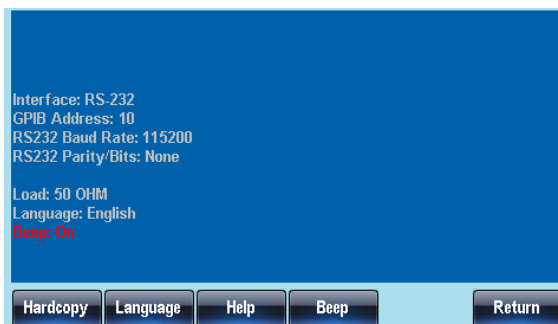 Interface: RS-232
GPIB Address: 10
RS232 Baud Rate: 115200
RS232 Parity/Bits: None
Load: 50 OHM
Language: English
Beep: On
Hardcopy Language Help Beep Return